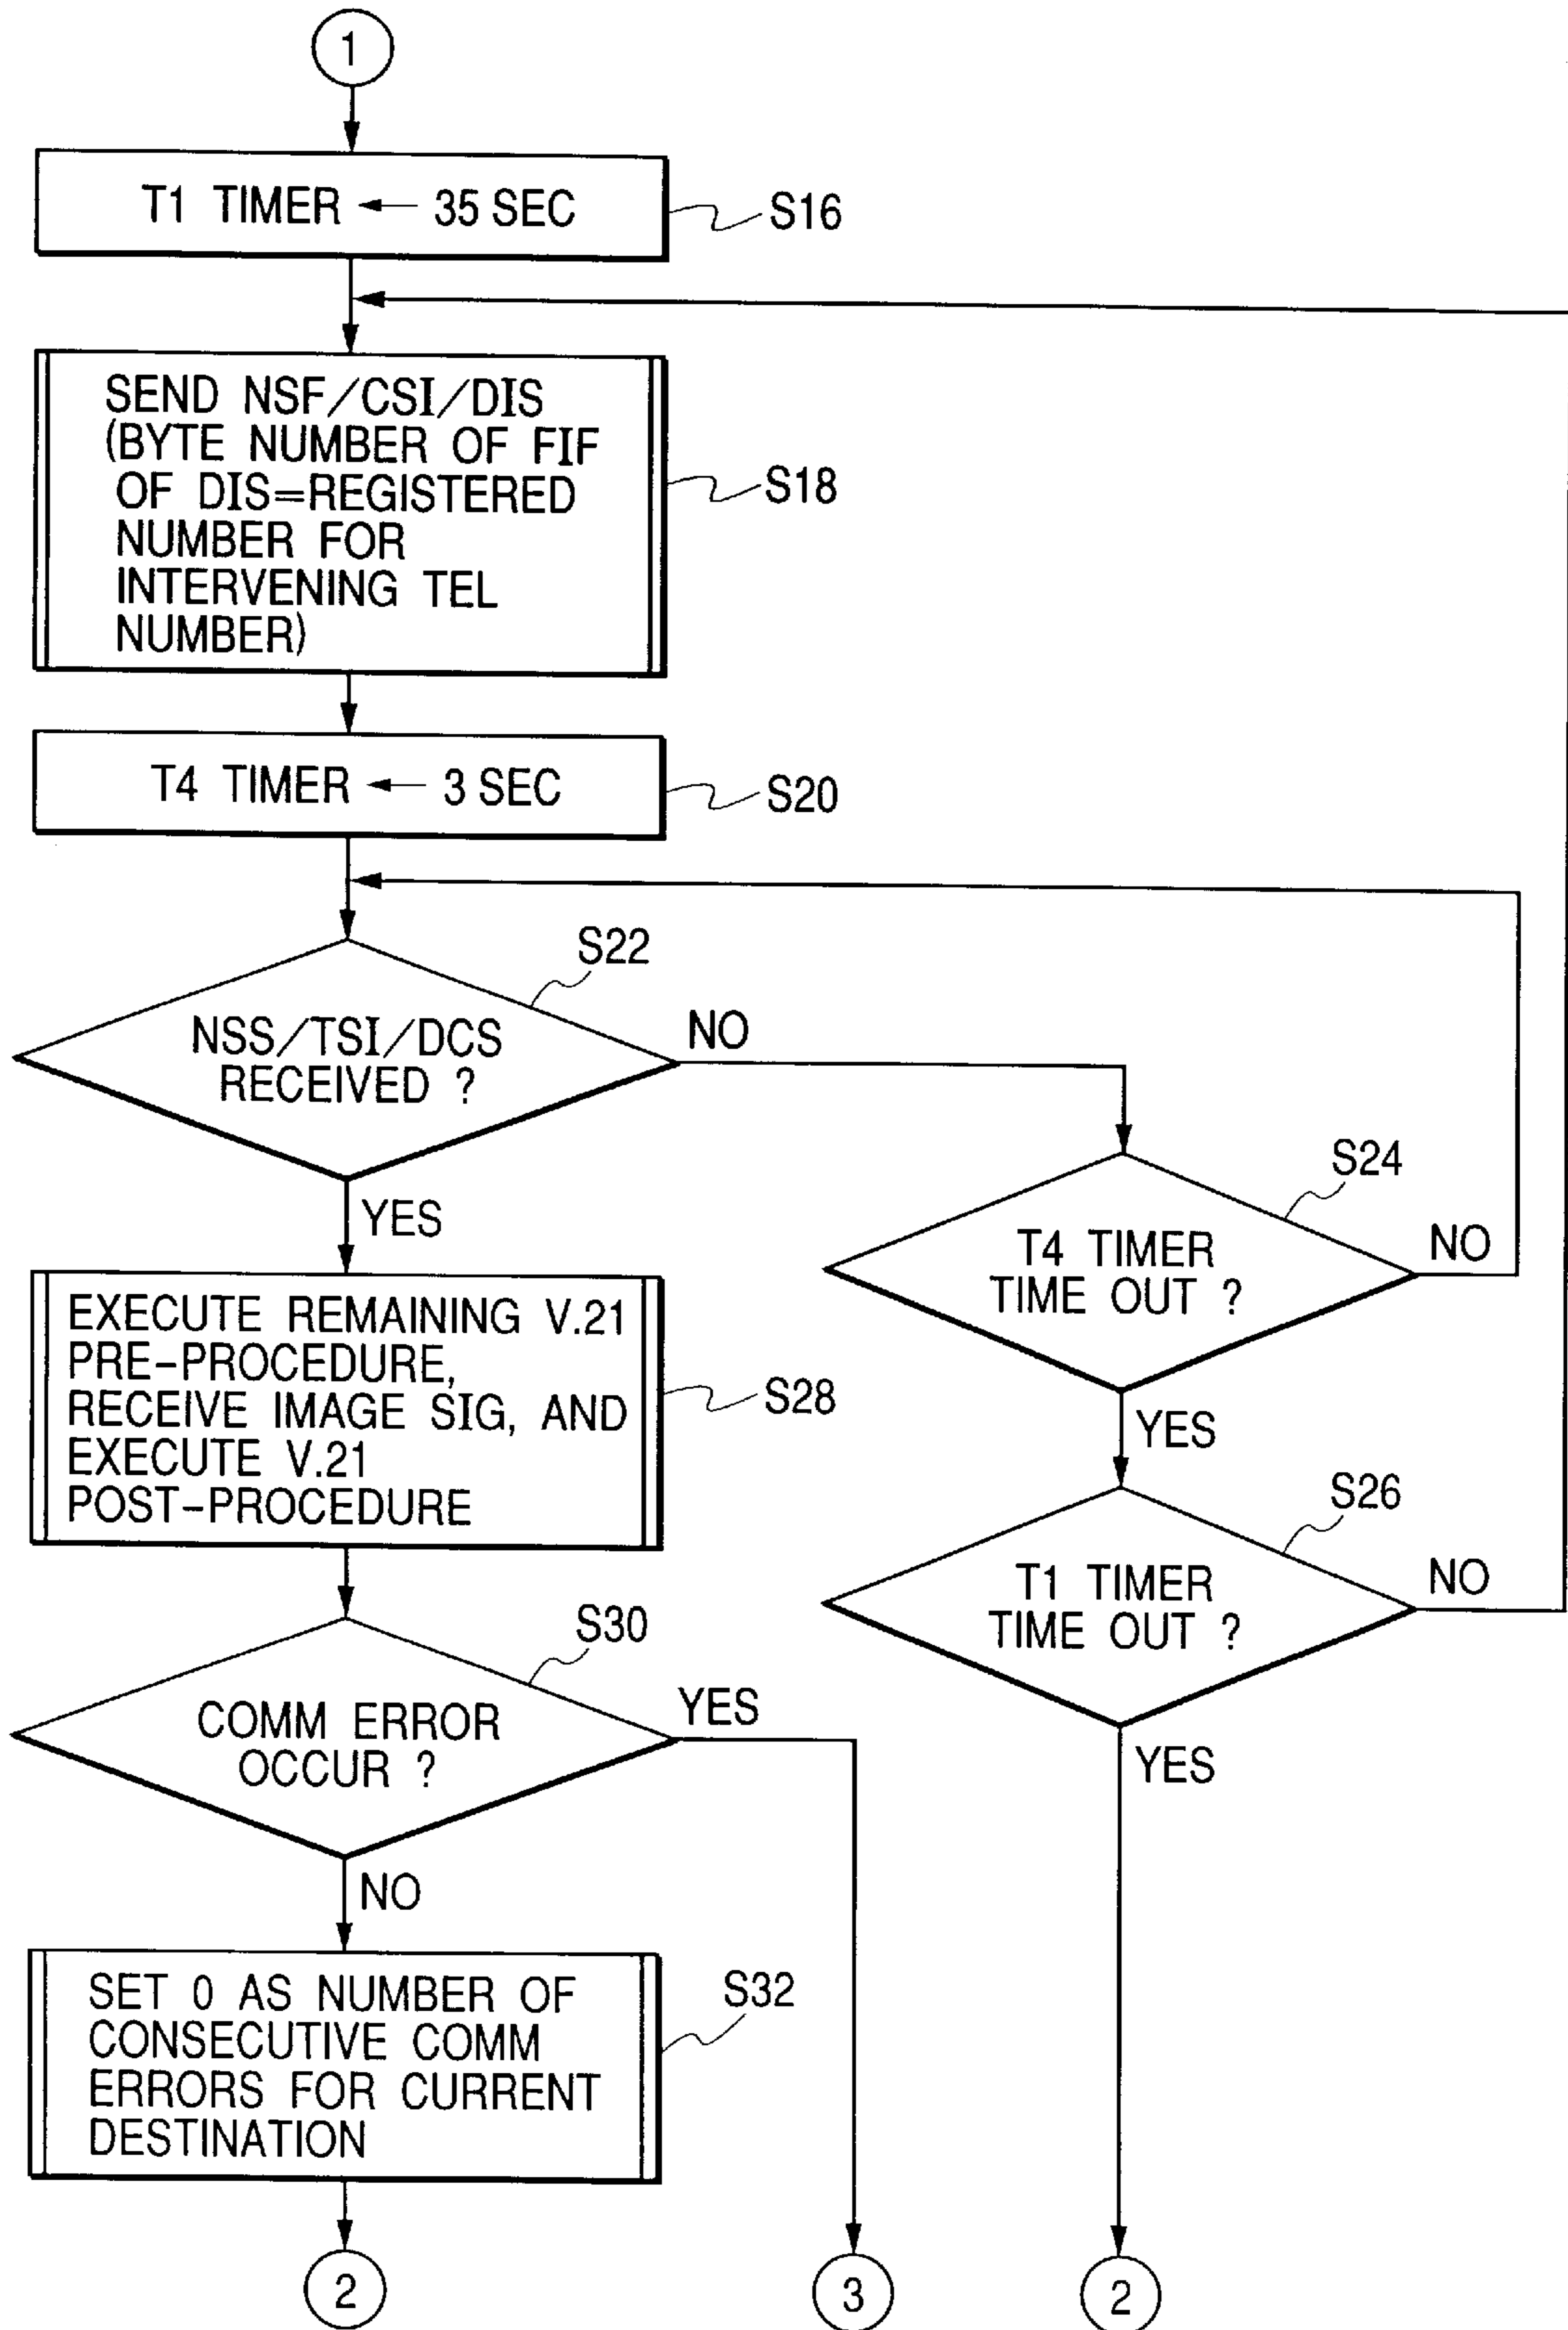 1
T1 TIMER ← 35 SEC
S16
SEND NSF/CSI/DIS
(BYTE NUMBER OF FIF
OF DIS=REGISTERED
NUMBER FOR
INTERVENING TEL
NUMBER)
S18
T4 TIMER ← 3 SEC
S20
S22
NSS/TSI/DCS
RECEIVED ?
NO
YES
S24
T4 TIMER
TIME OUT ?
NO
YES
EXECUTE REMAINING V.21
PRE-PROCEDURE,
RECEIVE IMAGE SIG, AND
EXECUTE V.21
POST-PROCEDURE
S28
S26
T1 TIMER
TIME OUT ?
NO
YES
S30
COMM ERROR
OCCUR ?
YES
NO
SET 0 AS NUMBER OF
CONSECUTIVE COMM
ERRORS FOR CURRENT
DESTINATION
S32
2
3
2